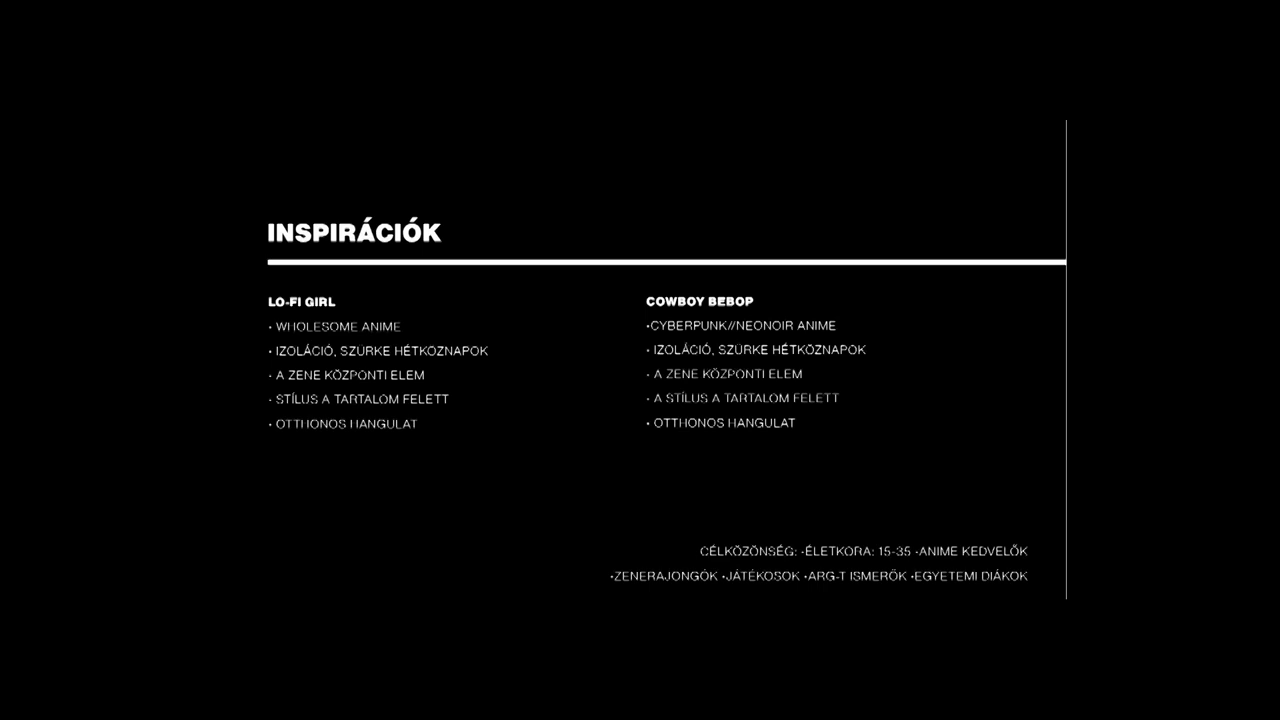 INSPIRÁCIÓK
LO-FI GIRL
• WHOLESOME ANIME
• IZOLÁCIÓ, SZÜRKE HÉTKÖZNAPOK
• A ZENE KÖZPONTI ELEM
• STÍLUS A TARTALOM FELETT
• OTTHONOS HANGULAT
COWBOY BEBOP
•CYBERPUNK//NEONOIR ANIME
• IZOLÁCIÓ, SZÜRKE HÉTKÖZNAPOK
• A ZENE KÖZPONTI ELEM
• A STÍLUS A TARTALOM FELETT
• OTTHONOS HANGULAT
CÉLKÖZÖNSÉG: •ÉLETKORA: 15-35 •ANIME KEDVELŐK
•ZENERAJONGÓK •JÁTÉKOSOK •ARG-T ISMERŐK •EGYETEMI DIÁKOK